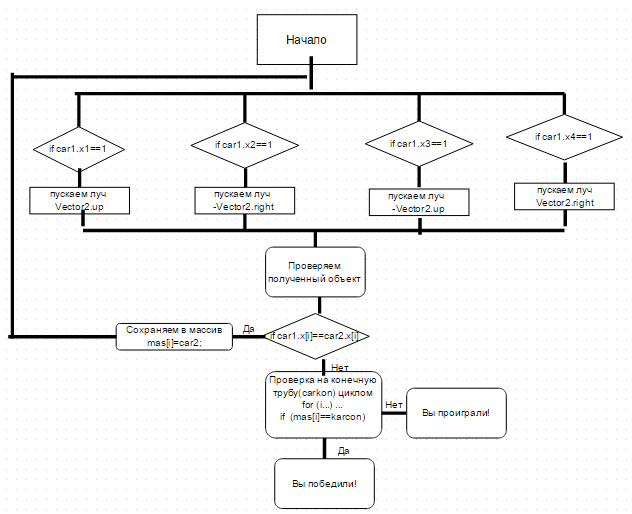 Начало
if car1.x1==1
if car1.x2==1
if car1.x3==1
if car1.x4==1
пускаем луч
Vector2.up
пускаем луч
-Vector2.right
пускаем луч
-Vector2.up
пускаем луч
Vector2.right
Проверяем
полученный объект
if car1.x[i]==car2.x[i]
Да
Сохраняем в массив
mas[i]=car2;
Нет
Проверка на конечную
трубу(carkon) циклом
for (i...) ...
if (mas[i]==karcon)
Нет
Вы проиграли!
Да
Вы победили!